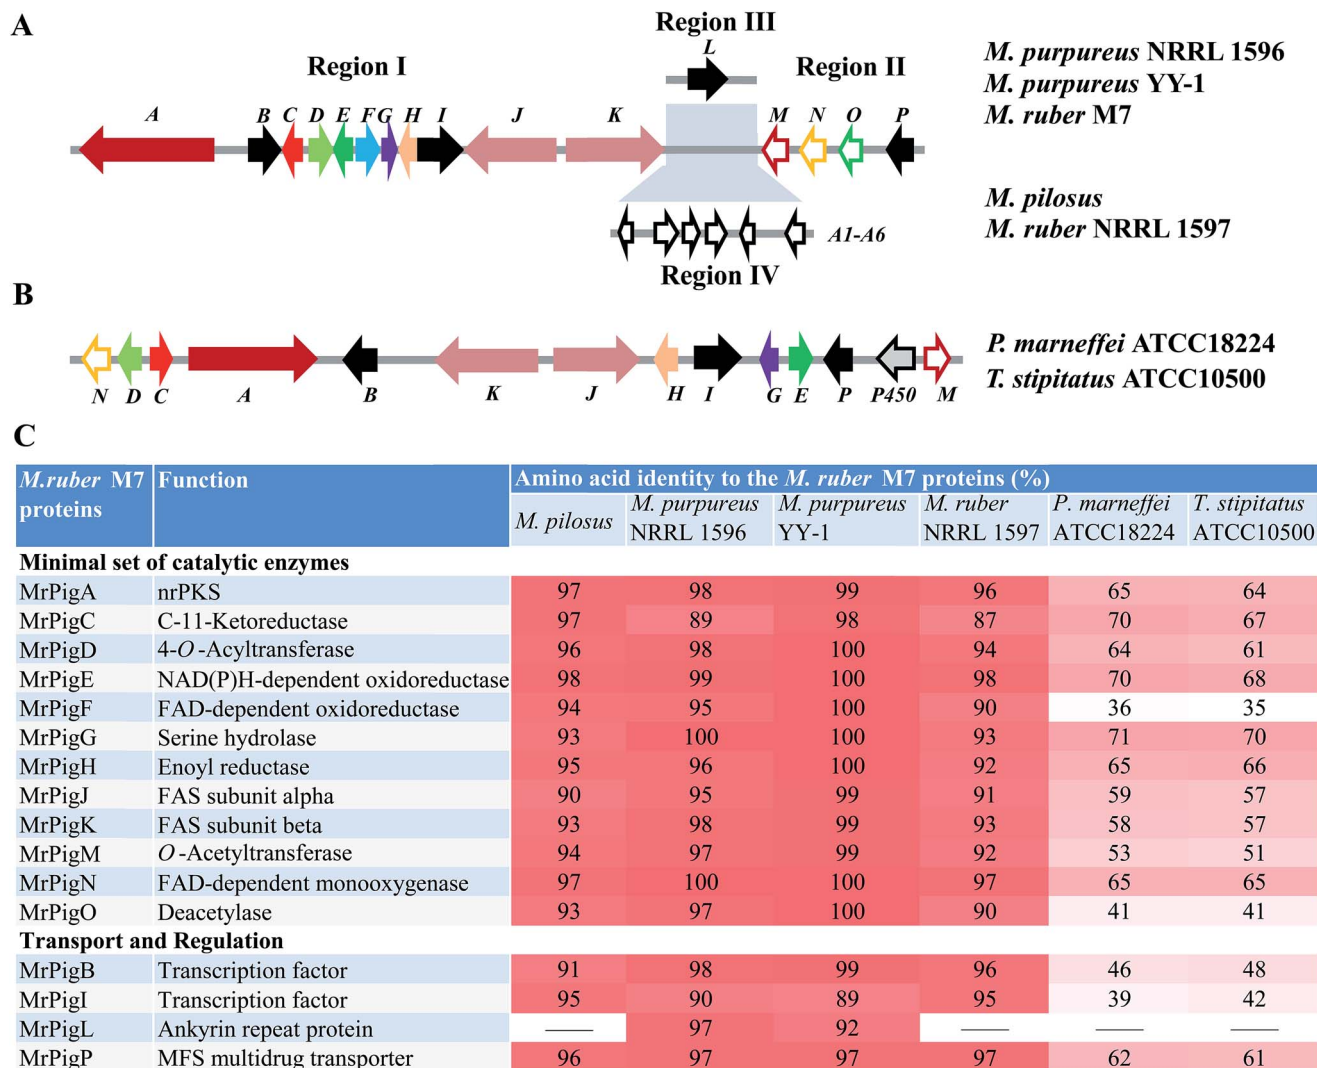 A
Region III
L
Region I
Region II
A B C D E F G H I J K M N O P
M. purpureus NRRL 1596
M. purpureus YY-1
M. ruber M7
M. pilosus
M. ruber NRRL 1597
A1-A6
Region IV
B
P. marneffei ATCC18224
T. stipitatus ATCC10500
N D C A B K J H I G E P P450 M
C
M.ruber M7 proteins Function Amino acid identity to the M. ruber M7 proteins (%)
M. pilosus M. purpureus NRRL 1596 M. purpureus YY-1 M. ruber NRRL 1597 P. marneffei ATCC18224 T. stipitatus ATCC10500
Minimal set of catalytic enzymes
MrPigA nrPKS 97 98 99 96 65 64
MrPigC C-11-Ketoreductase 97 89 98 87 70 67
MrPigD 4-O-Acyltransferase 96 98 100 94 64 61
MrPigE NAD(P)H-dependent oxidoreductase 98 99 100 98 70 68
MrPigF FAD-dependent oxidoreductase 94 95 100 90 36 35
MrPigG Serine hydrolase 93 100 100 93 71 70
MrPigH Enoyl reductase 95 96 100 92 65 66
MrPigJ FAS subunit alpha 90 95 99 91 59 57
MrPigK FAS subunit beta 93 98 99 93 58 57
MrPigM O-Acetyltransferase 94 97 99 92 53 51
MrPigN FAD-dependent monooxygenase 97 100 100 97 65 65
MrPigO Deacetylase 93 97 100 90 41 41
Transport and Regulation
MrPigB Transcription factor 91 98 99 96 46 48
MrPigI Transcription factor 95 90 89 95 39 42
MrPigL Ankyrin repeat protein — 97 92 — — —
MrPigP MFS multidrug transporter 96 97 97 97 62 61